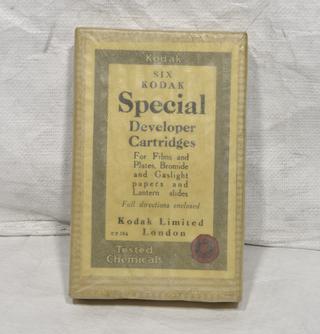 Kodak
SIX
KODAK
Special
Developer
Cartridges
For Films and
Plates, Bromide
and Gaslight
papers and
Lantern slides
Full directions enclosed
Kodak Limited
London
Tested
Chemicals